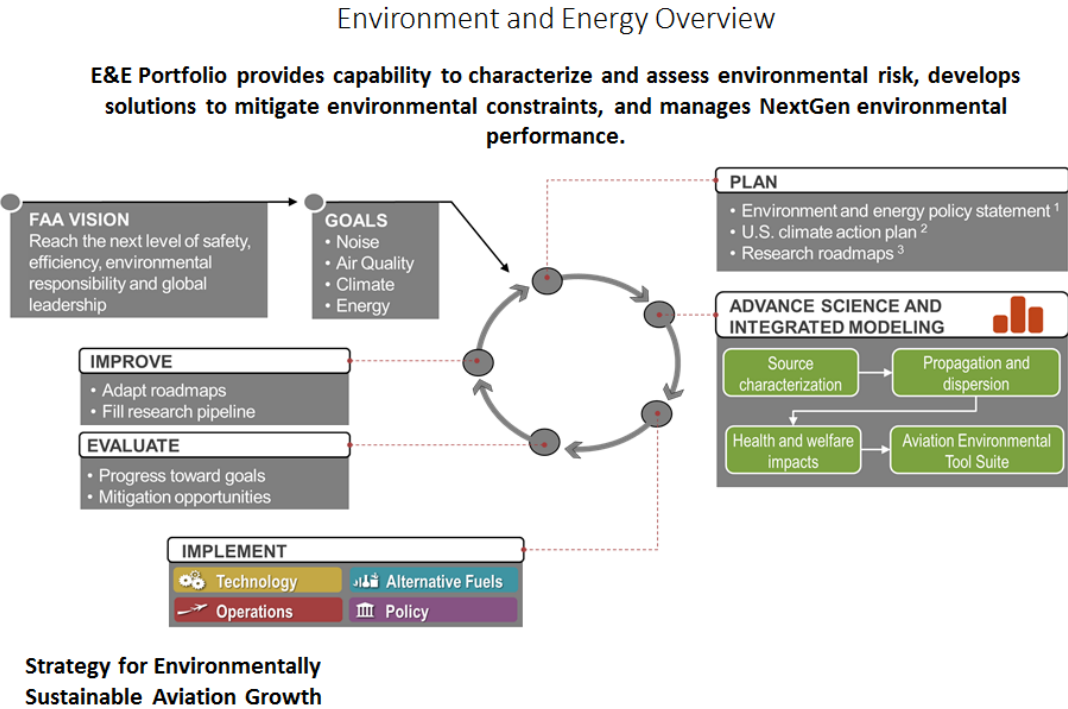 Environment and Energy Overview
E&E Portfolio provides capability to characterize and assess environmental risk, develops
solutions to mitigate environmental constraints, and manages NextGen environmental
performance.
FAA VISION
Reach the next level of safety,
efficiency, environmental
responsibility and global
leadership
GOALS
• Noise
• Air Quality
• Climate
• Energy
PLAN
• Environment and energy policy statement ¹
• U.S. climate action plan ²
• Research roadmaps ³
ADVANCE SCIENCE AND
INTEGRATED MODELING
Source
characterization
Propagation and
dispersion
Health and welfare
impacts
Aviation Environmental
Tool Suite
IMPROVE
• Adapt roadmaps
• Fill research pipeline
EVALUATE
• Progress toward goals
• Mitigation opportunities
IMPLEMENT
Technology
Alternative Fuels
Operations
Policy
Strategy for Environmentally
Sustainable Aviation Growth